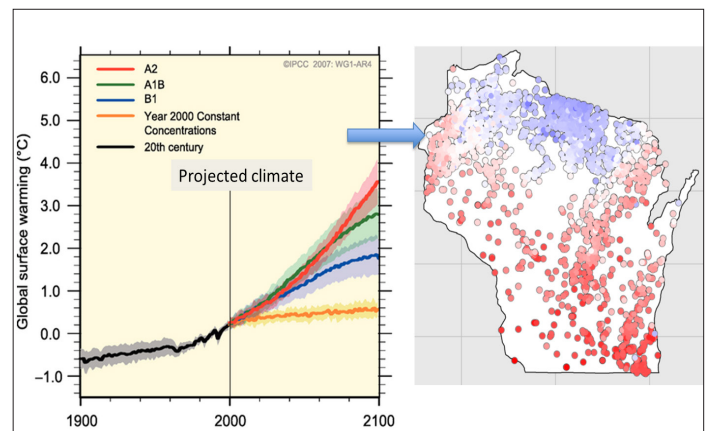 ©IPCC 2007: WG1-AR4
A2
A1B
B1
Year 2000 Constant
Concentrations
20th century
Projected climate
Global surface warming (°C)
6.0
5.0
4.0
3.0
2.0
1.0
0.0
−1.0
1900
2000
2100